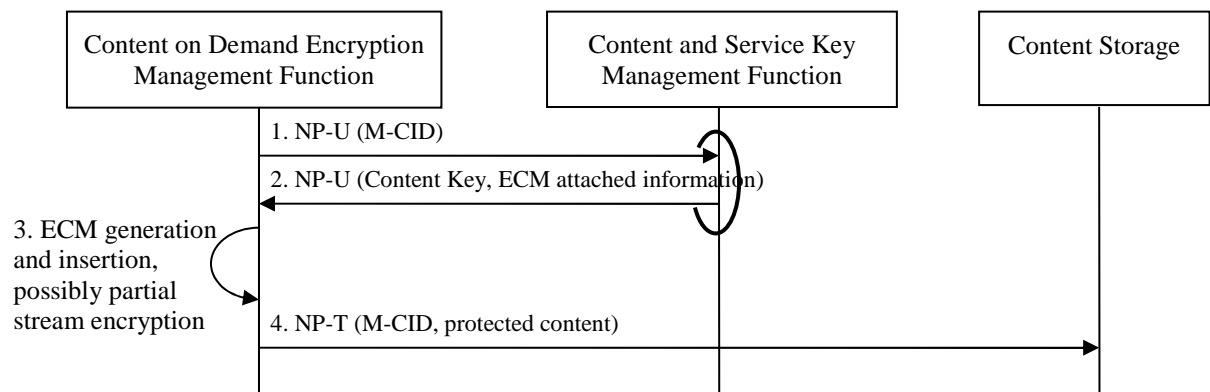 Content on Demand Encryption
Management Function
Content and Service Key
Management Function
Content Storage
1. NP-U (M-CID)
2. NP-U (Content Key, ECM attached information)
3. ECM generation
and insertion,
possibly partial
stream encryption
4. NP-T (M-CID, protected content)